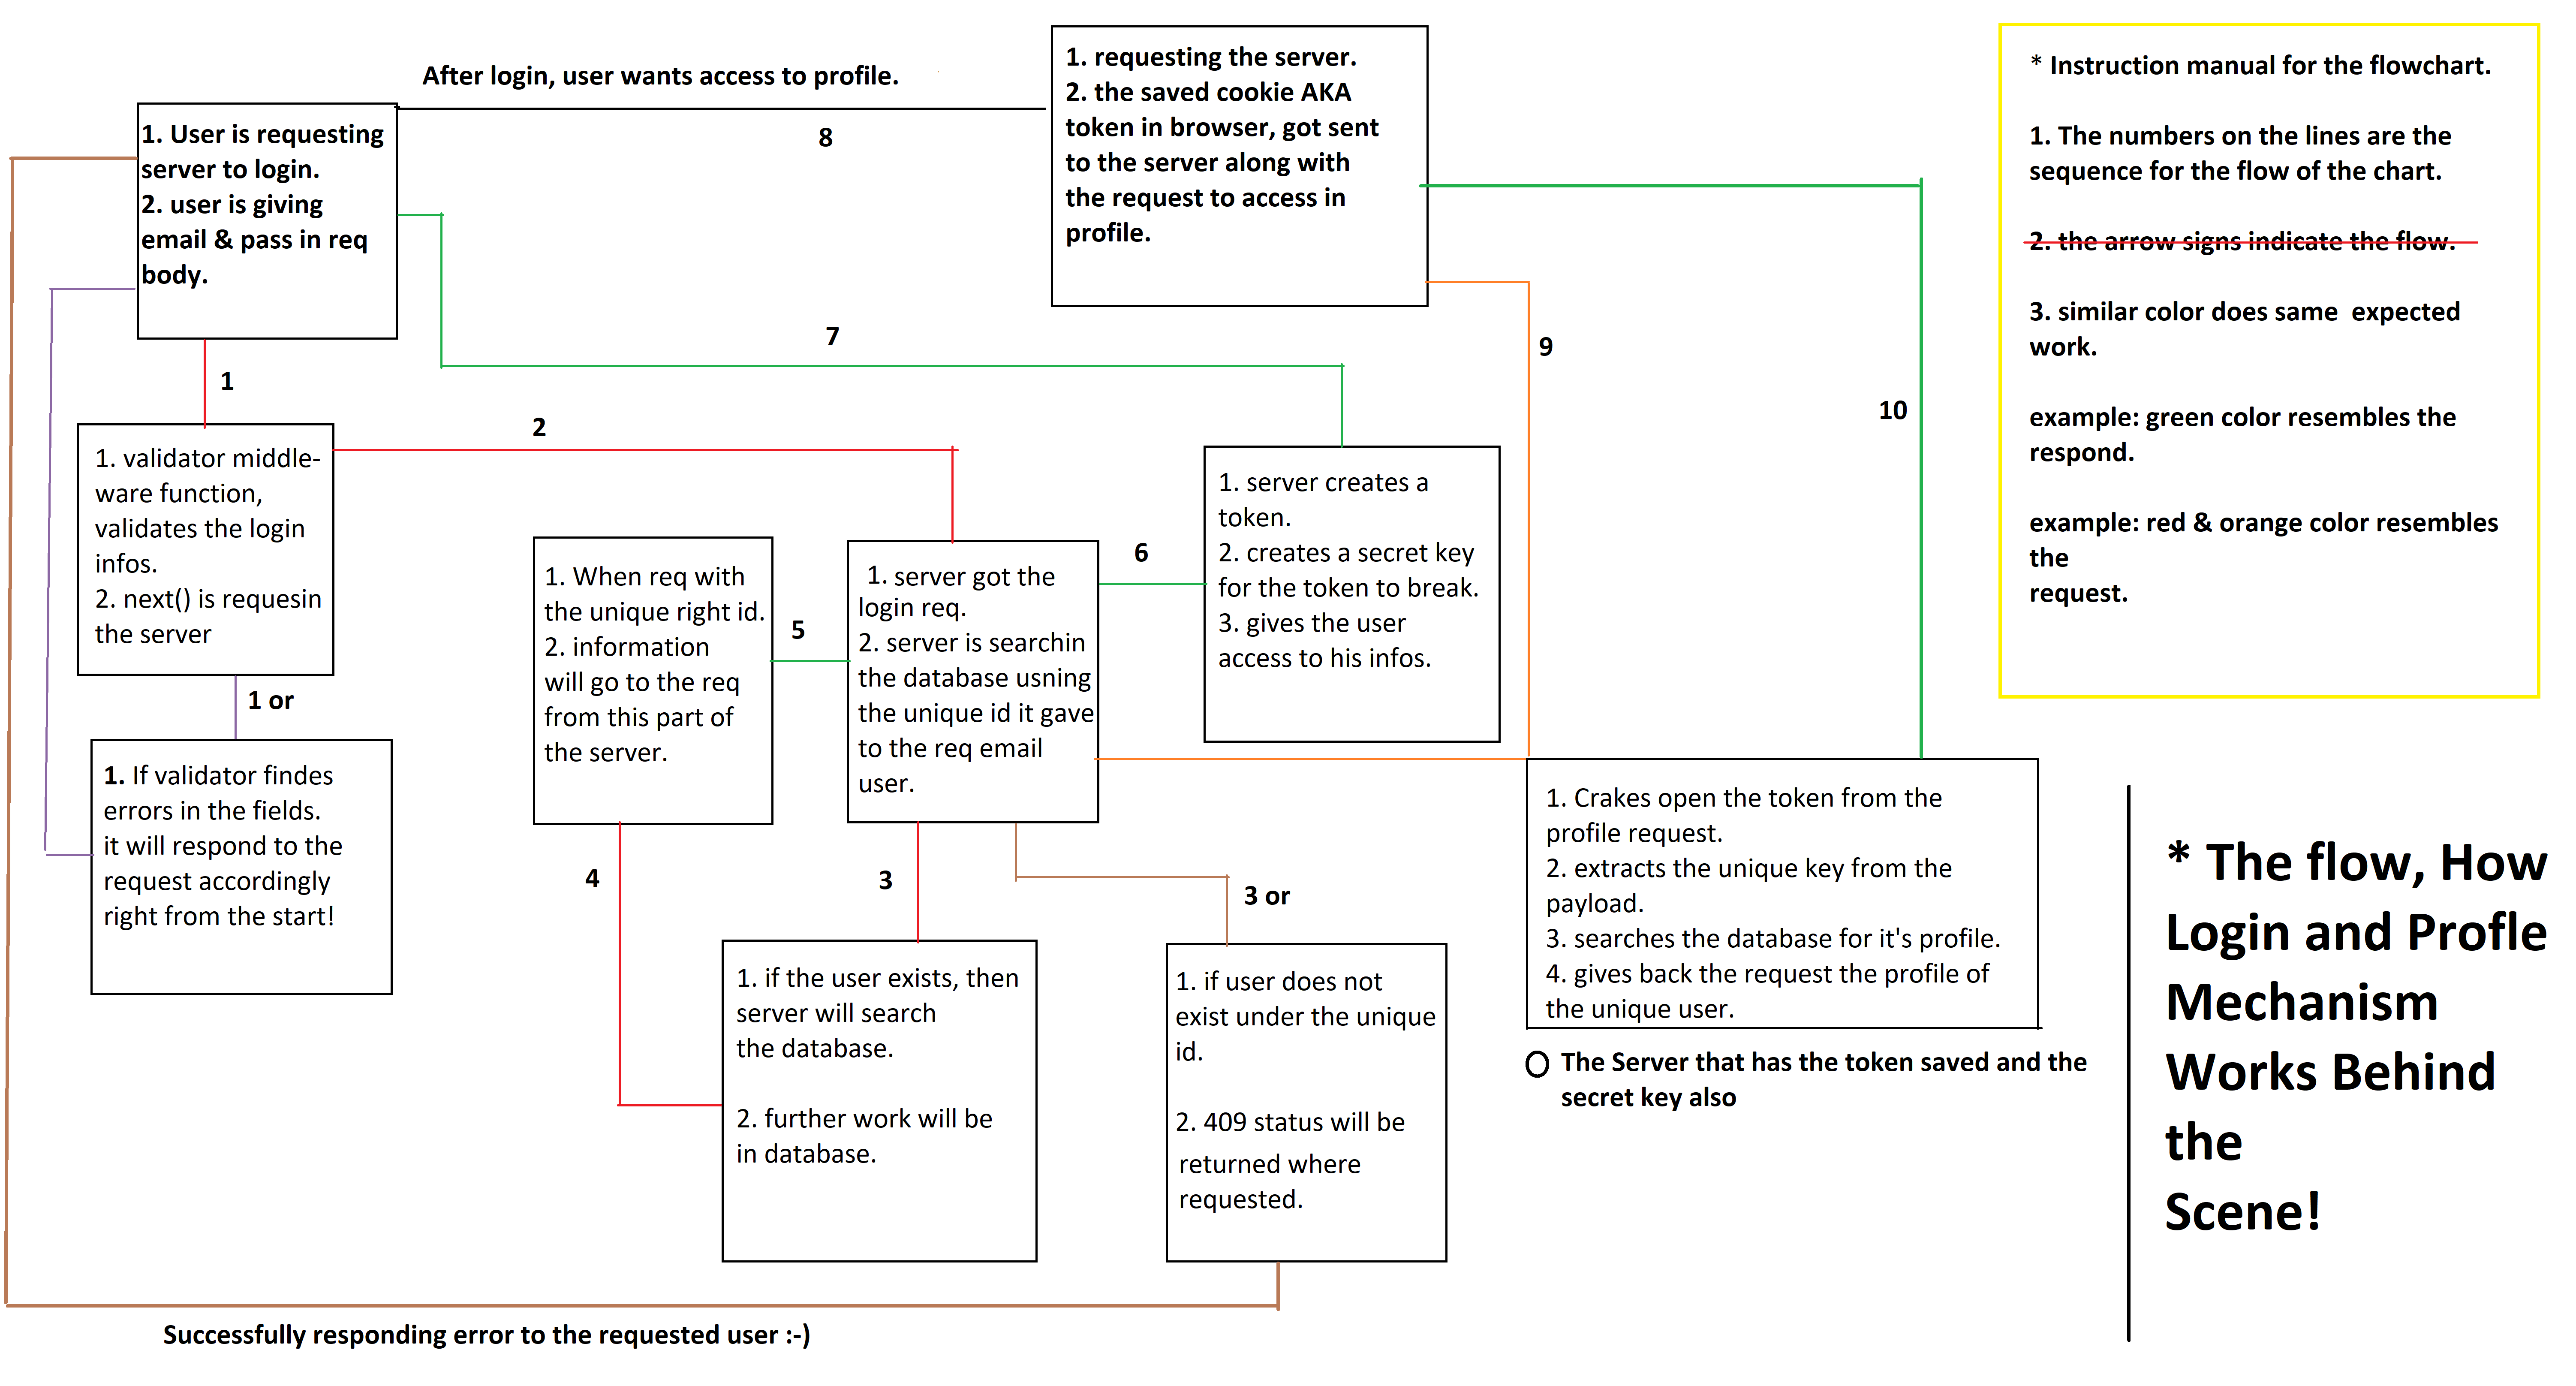 After login, user wants access to profile.
8
1. User is requesting
server to login.
2. user is giving
email & pass in req
body.
1. requesting the server.
2. the saved cookie AKA
token in browser, got sent
to the server along with
the request to access in
profile.
* Instruction manual for the flowchart.
1. The numbers on the lines are the
sequence for the flow of the chart.
2. the arrow signs indicate the flow.
3. similar color does same  expected
work.
example: green color resembles the
respond.
example: red & orange color resembles
the
request.
7
9
10
1
2
1. validator middle-
ware function,
validates the login
infos.
2. next() is requesin
the server
1 or
1. If validator findes
errors in the fields.
it will respond to the
request accordingly
right from the start!
1. When req with
the unique right id.
2. information
will go to the req
from this part of
the server.
5
1. server got the
login req.
2. server is searchin
the database usning
the unique id it gave
to the req email
user.
6
1. server creates a
token.
2. creates a secret key
for the token to break.
3. gives the user
access to his infos.
4
3
3 or
1. if the user exists, then
server will search
the database.
2. further work will be
in database.
1. if user does not
exist under the unique
id.
2. 409 status will be
returned where
requested.
1. Crakes open the token from the
profile request.
2. extracts the unique key from the
payload.
3. searches the database for it's profile.
4. gives back the request the profile of
the unique user.
The Server that has the token saved and the
secret key also
* The flow, How
Login and Profle
Mechanism
Works Behind
the
Scene!
Successfully responding error to the requested user :-)